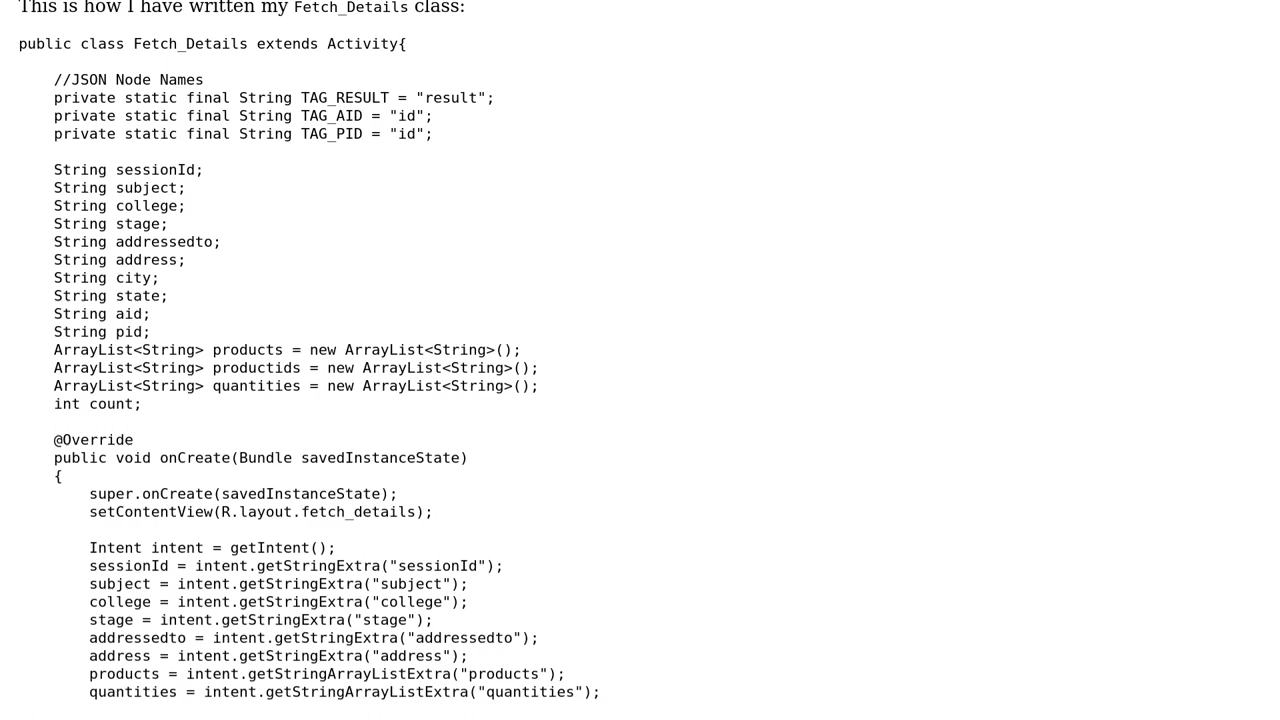 This is how I have written my Fetch_Details class:
public class Fetch_Details extends Activity{
//JSON Node Names
private static final String TAG_RESULT = "result";
private static final String TAG_AID = "id";
private static final String TAG_PID = "id";
String sessionId;
String subject;
String college;
String stage;
String addressedto;
String address;
String city;
String state;
String aid;
String pid;
ArrayList<String> products = new ArrayList<String>();
ArrayList<String> productids = new ArrayList<String>();
ArrayList<String> quantities = new ArrayList<String>();
int count;
@Override
public void onCreate(Bundle savedInstanceState)
{
super.onCreate(savedInstanceState);
setContentView(R.layout.fetch_details);
Intent intent = getIntent();
sessionId = intent.getStringExtra("sessionId");
subject = intent.getStringExtra("subject");
college = intent.getStringExtra("college");
stage = intent.getStringExtra("stage");
addressedto = intent.getStringExtra("addressedto");
address = intent.getStringExtra("address");
products = intent.getStringArrayListExtra("products");
quantities = intent.getStringArrayListExtra("quantities");